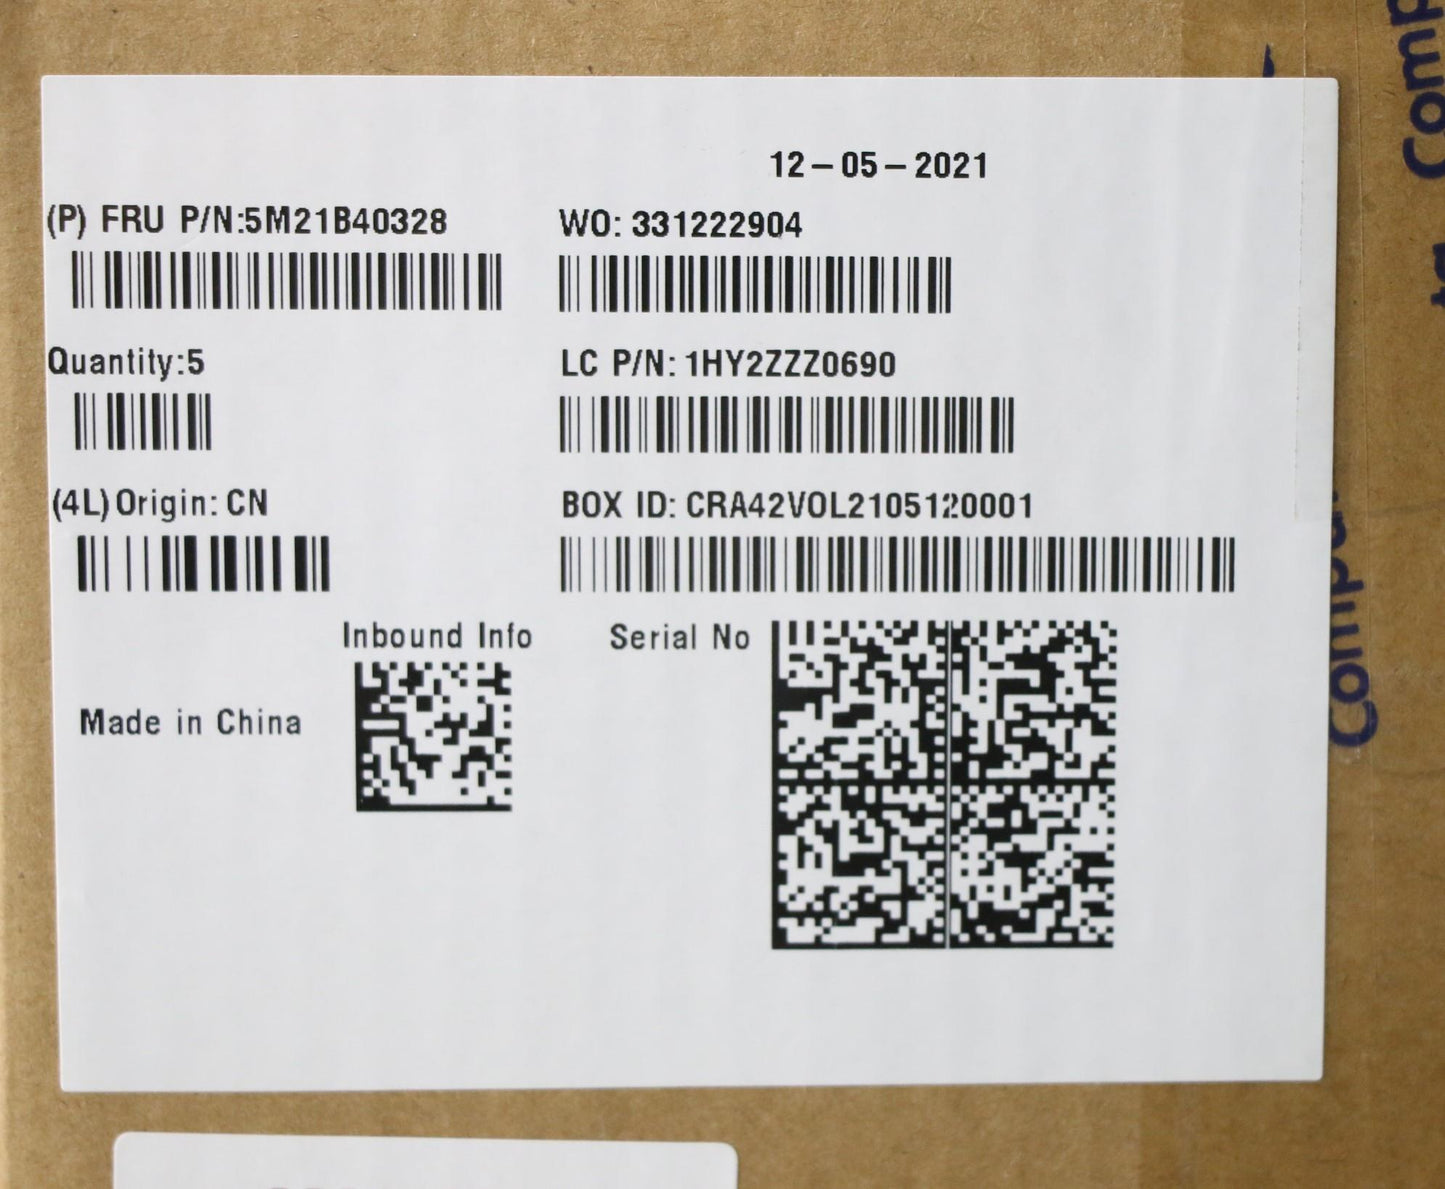 12-05-2021
(P) FRU P/N:5M21B40328
WO: 331222904
Quantity:5
LC P/N: 1HY2ZZZ0690
(4L)Origin: CN
BOX ID: CRA42VOL2105120001
Inbound Info
Serial No
Made in China